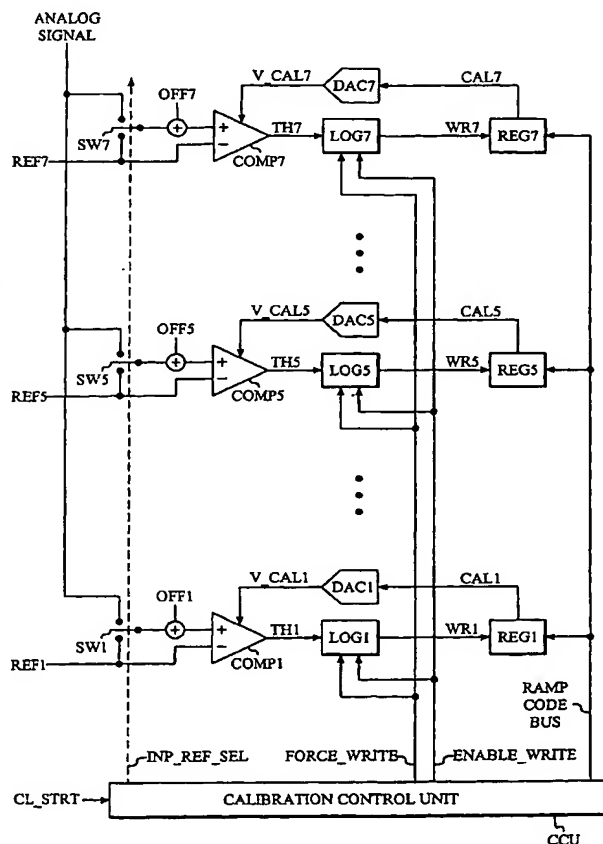 ANALOG
SIGNAL
V_CAL7
DAC7
CAL7
OFF7
+
SW7
+
−
TH7
LOG7
WR7
REG7
REF7
COMP7
V_CAL5
DAC5
CAL5
OFF5
+
SW5
+
−
TH5
LOG5
WR5
REG5
REF5
COMP5
V_CAL1
DAC1
CAL1
OFF1
+
SW1
+
−
TH1
LOG1
WR1
REG1
REF1
COMP1
RAMP
CODE
BUS
INP_REF_SEL
FORCE_WRITE
ENABLE_WRITE
CL_STRT
CALIBRATION CONTROL UNIT
CCU